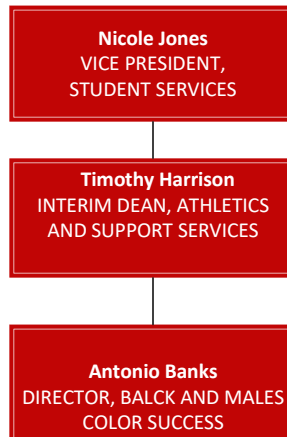 Nicole Jones
VICE PRESIDENT,
STUDENT SERVICES
Timothy Harrison
INTERIM DEAN, ATHLETICS
AND SUPPORT SERVICES
Antonio Banks
DIRECTOR, BALCK AND MALES
COLOR SUCCESS